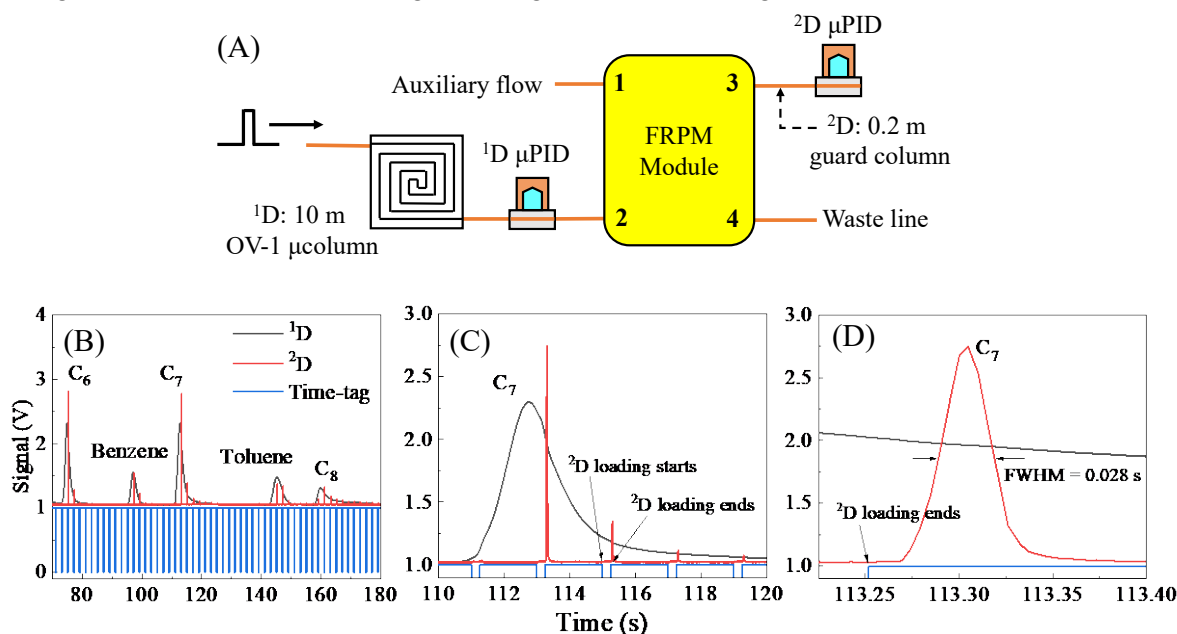 (A)
²D μPID
Auxiliary flow
1
3
FRPM
Module
²D: 0.2 m
guard column
¹D μPID
¹D: 10 m
OV-1 μcolumn
2
4
Waste line
(B)
¹D
²D
Time-tag
C₆
C₇
Benzene
Toluene
C₈
Signal (V)
4
3
2
1
0
80 100 120 140 160 180
(C)
C₇
²D loading starts
²D loading ends
3.0
2.5
2.0
1.5
1.0
110 112 114 116 118 120
Time (s)
(D)
C₇
FWHM = 0.028 s
²D loading ends
3.0
2.5
2.0
1.5
1.0
113.25 113.30 113.35 113.40